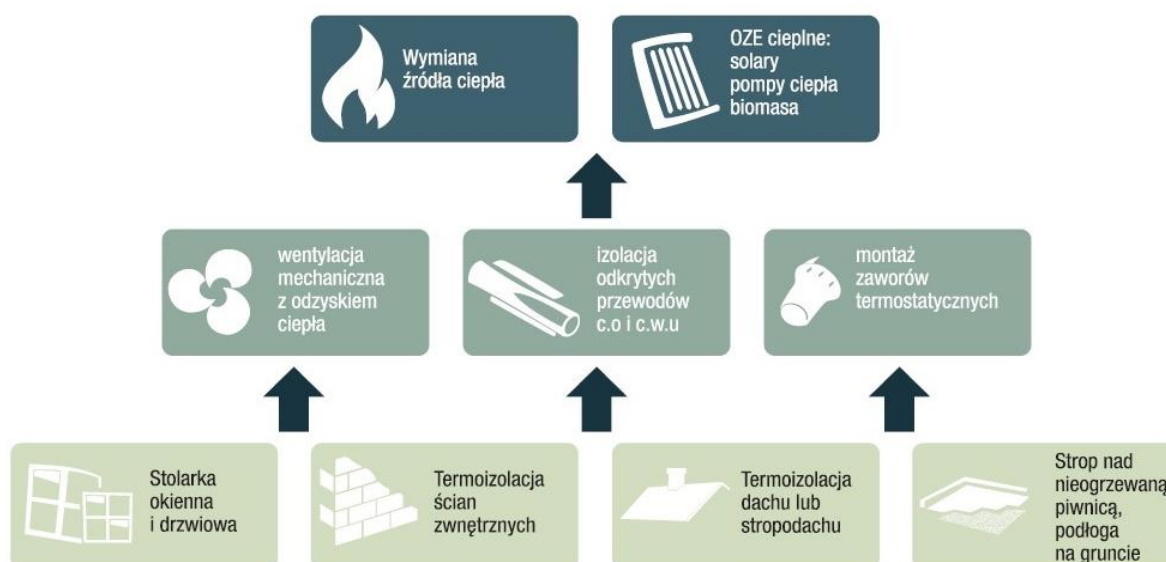 Wymiana
źródła ciepła
OZE cieplne:
solary
pompy ciepła
biomasa
wentylacja
mechaniczna
z odzyskiem
ciepła
izolacja
odkrytych
przewodów
c.o i c.w.u
montaż
zaworów
termostatycznych
Stolarka
okienna
i drzwiowa
Termoizolacja
ścian
zwnętrznych
Termoizolacja
dachu lub
stropodachu
Strop nad
nieogrzewaną
piwnicą,
podłoga
na gruncie